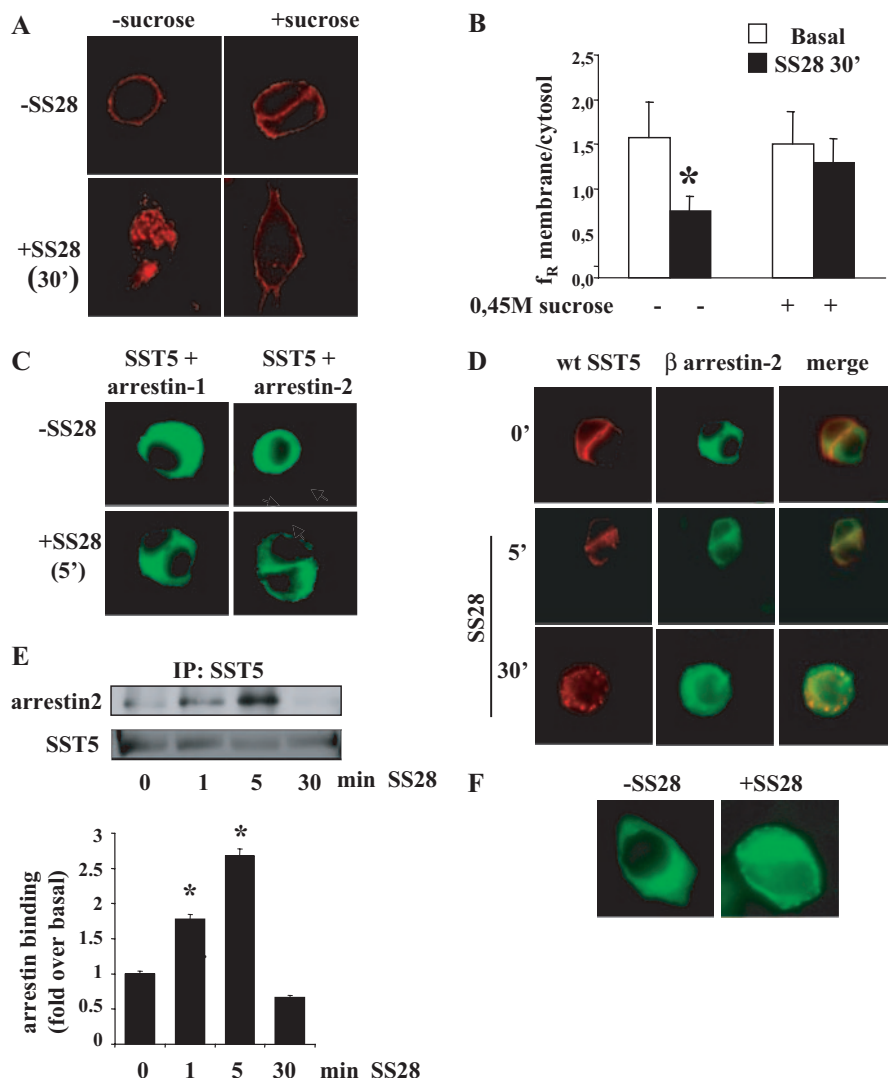 A
-sucrose +sucrose
-SS28
+SS28
(30')
B
Basal
SS28 30'
f_R membrane/cytosol
2,5
2,0
1,5
1,0
0,5
0,0
*
0,45M sucrose - - + +
C
SST5 + SST5 +
arrestin-1 arrestin-2
-SS28
+SS28
(5')
D
wt SST5 β arrestin-2 merge
0'
5'
30'
SS28
E
IP: SST5
arrestin2
SST5
0 1 5 30 min SS28
arrestin binding
(fold over basal)
3
2.5
2
1.5
1
0.5
0
*
*
0 1 5 30 min SS28
F
-SS28 +SS28